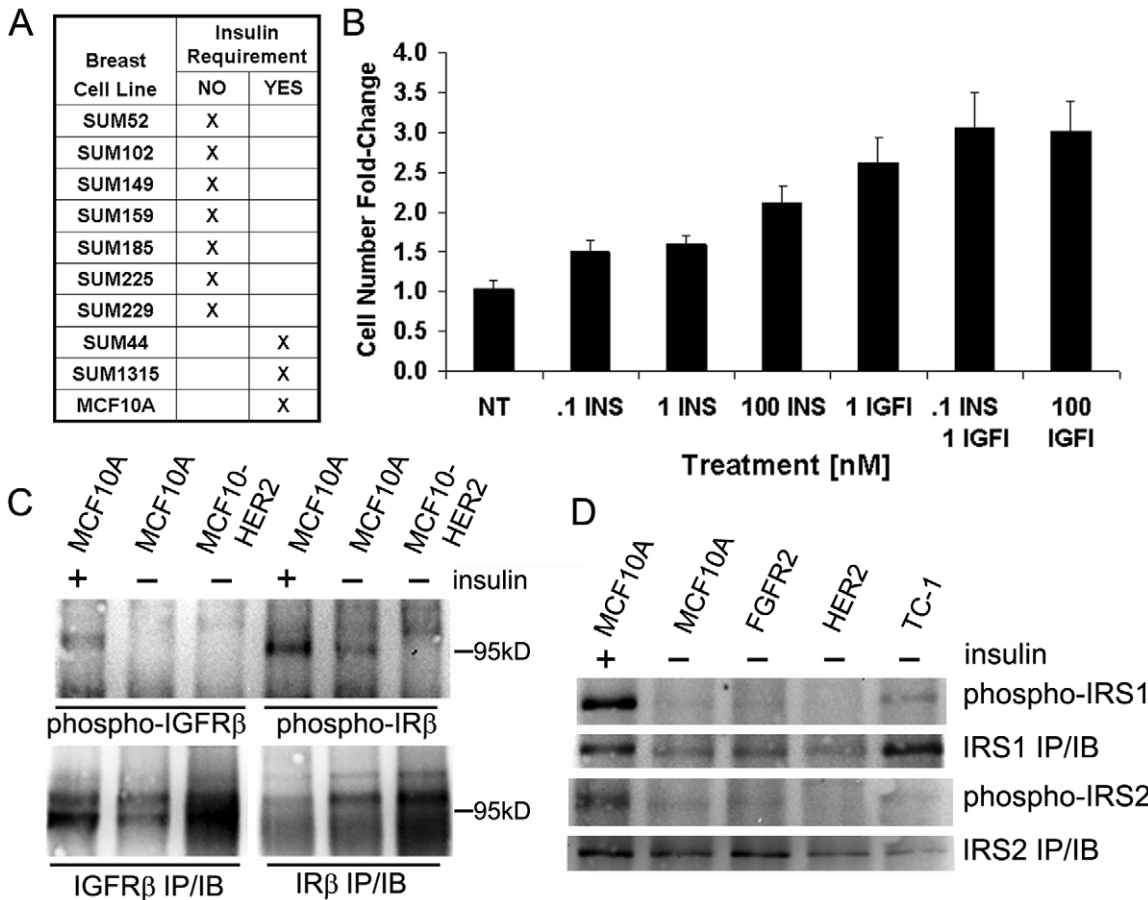 A
Breast Cell Line
Insulin Requirement
NO YES
SUM52 X
SUM102 X
SUM149 X
SUM159 X
SUM185 X
SUM225 X
SUM229 X
SUM44 X
SUM1315 X
MCF10A X
B
Cell Number Fold-Change
4.0
3.5
3.0
2.5
2.0
1.5
1.0
0.5
0.0
NT .1 INS 1 INS 100 INS 1 IGFI .1 INS 100
1 IGFI IGFI
Treatment [nM]
C
MCF10A MCF10A MCF10-HER2 MCF10A MCF10A MCF10-HER2
+ − − + − − insulin
−95kD
phospho-IGFRβ phospho-IRβ
−95kD
IGFRβ IP/IB IRβ IP/IB
D
MCF10A MCF10A FGFR2 HER2 TC-1
+ − − − − insulin
phospho-IRS1
IRS1 IP/IB
phospho-IRS2
IRS2 IP/IB